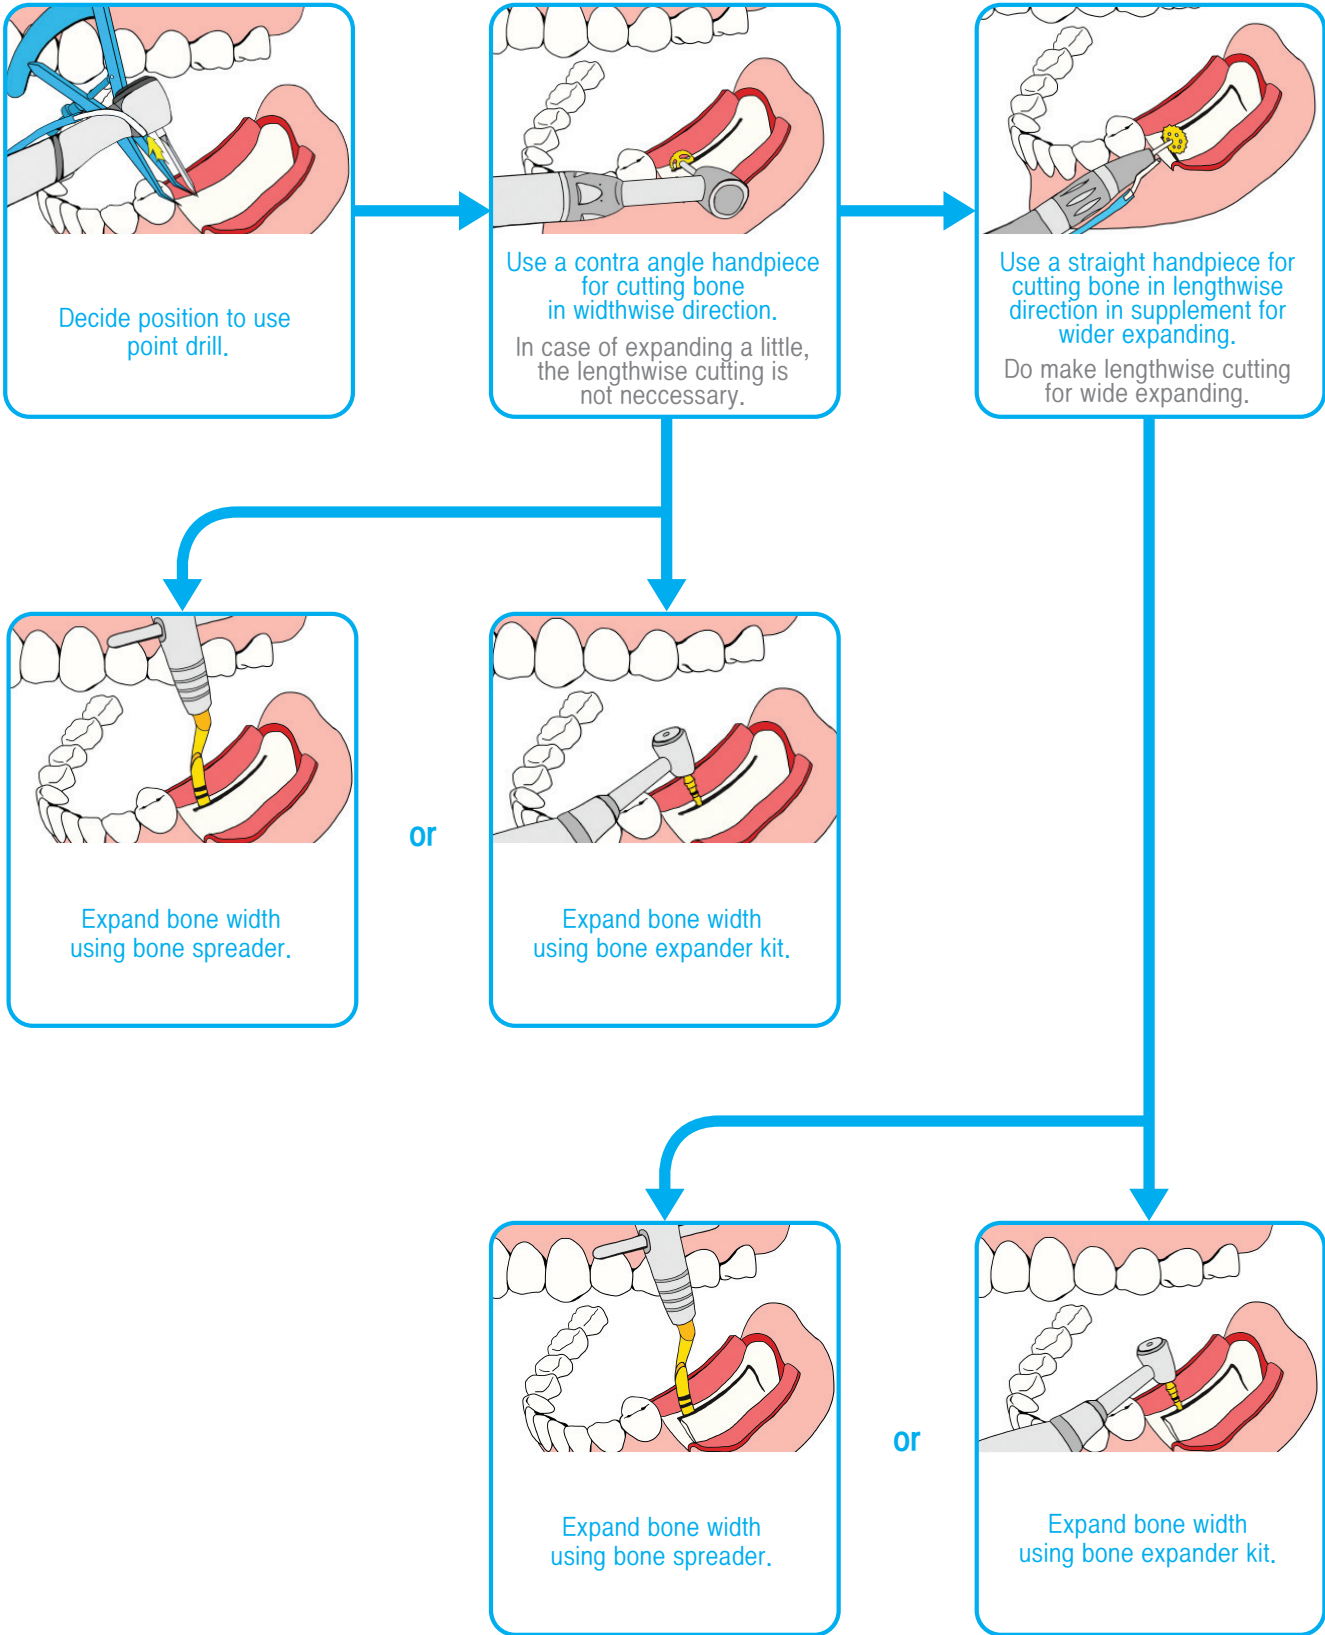 Decide position to use
point drill.
Use a contra angle handpiece
for cutting bone
in widthwise direction.
In case of expanding a little,
the lengthwise cutting is
not neccessary.
Use a straight handpiece for
cutting bone in lengthwise
direction in supplement for
wider expanding.
Do make lengthwise cutting
for wide expanding.
Expand bone width
using bone spreader.
or
Expand bone width
using bone expander kit.
Expand bone width
using bone spreader.
or
Expand bone width
using bone expander kit.